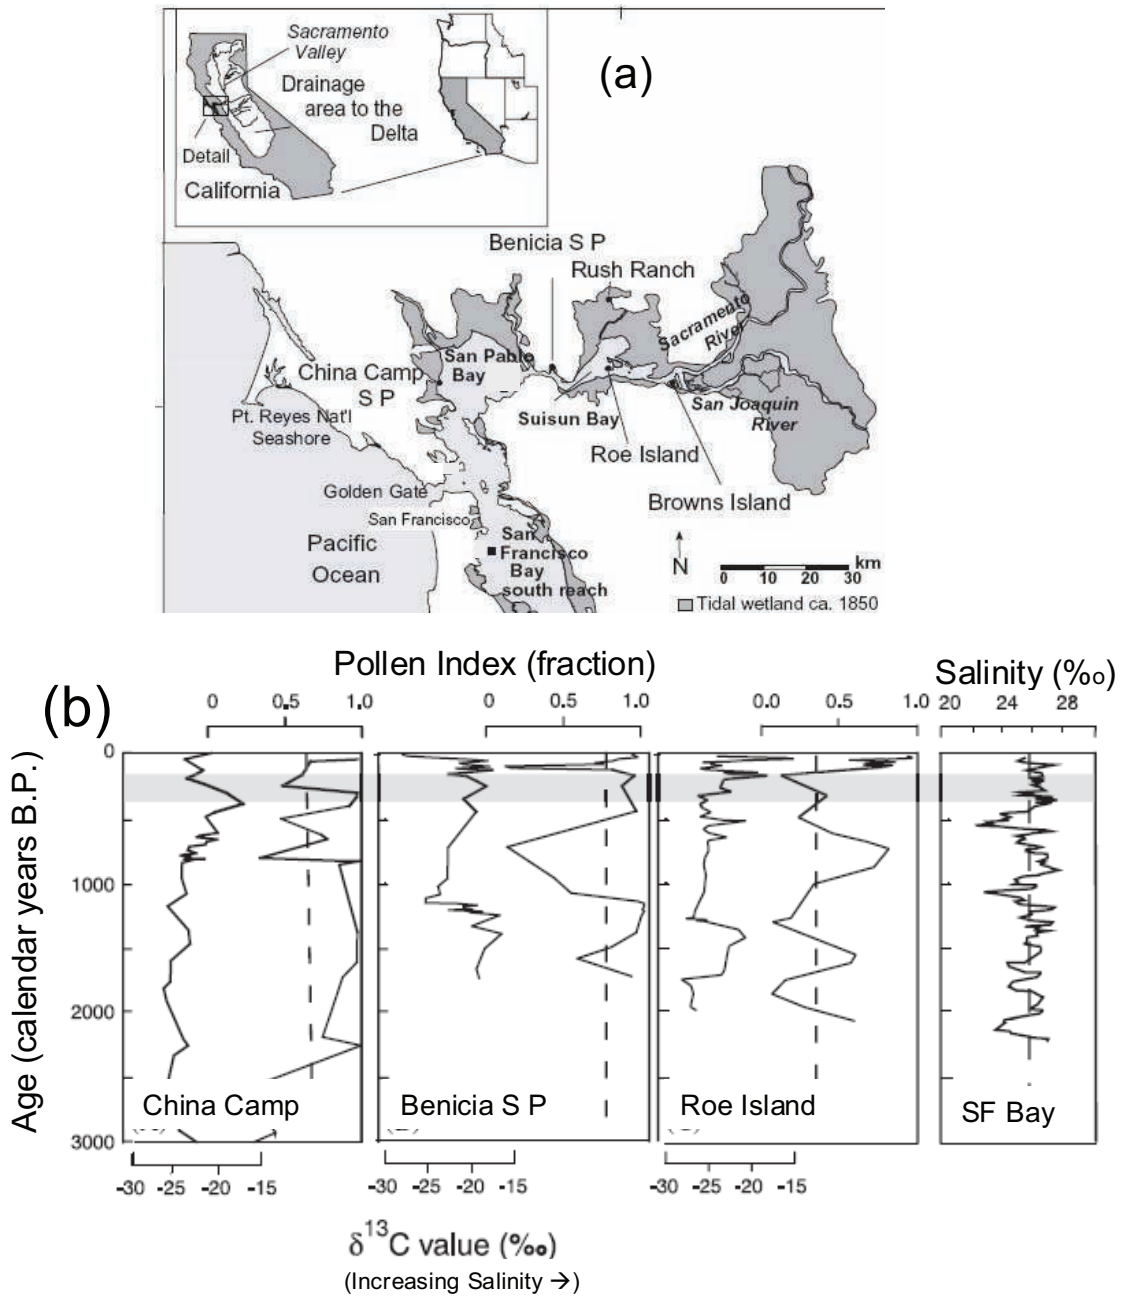 (a)
Sacramento
Valley
Drainage
area to the
Delta
Detail
California
Benicia S P
Rush Ranch
Sacramento
River
San Pablo
Bay
China Camp
S P
Suisun Bay
San Joaquin
River
Pt. Reyes Nat'l
Seashore
Roe Island
Browns Island
Golden Gate
San Francisco
San
Francisco
Bay
south reach
Pacific
Ocean
N
km
0 10 20 30
Tidal wetland ca. 1850
(b)
Pollen Index (fraction)
Salinity (‰)
0 0.5 1.0
0 0.5 1.0
0.0 0.5 1.0
20 24 28
Age (calendar years B.P.)
0
1000
2000
3000
China Camp
Benicia S P
Roe Island
SF Bay
-30 -25 -20 -15
-30 -25 -20 -15
-30 -25 -20 -15
δ¹³C value (‰)
(Increasing Salinity →)